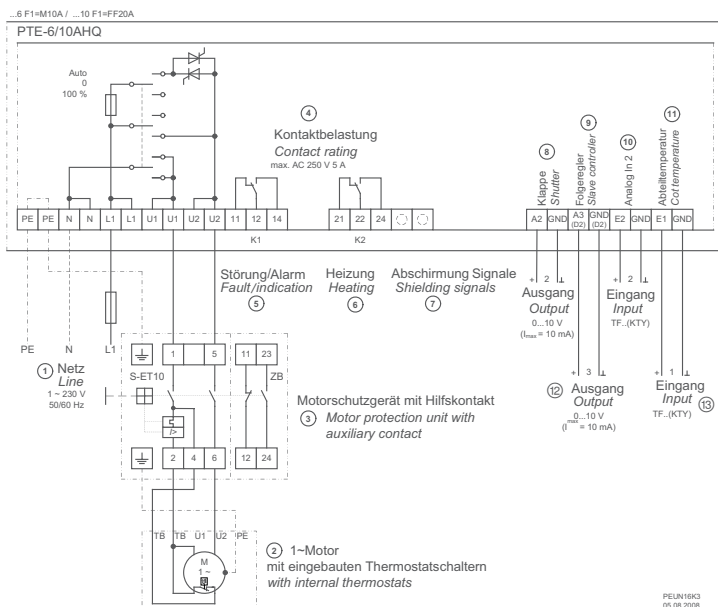 ...6 F1=M10A / ...10 F1=FF20A
PTE-6/10AHQ
Auto
0
100 %
4
Kontaktbelastung
Contact rating
max. AC 250 V 5 A
8
Klappe
Shutter
9
Folgeregler
Slave controller
10
Analog In 2
11
Abteiltemperatur
Cot temperature
PE PE N N L1 L1 U1 U1 U2 U2 11 12 14
21 22 24
A2 GND A3 (D2) GND (D2) E2 GND E1 GND
K1
K2
Störung/Alarm
Fault/indication
5
Heizung
Heating
6
Abschirmung Signale
Shielding signals
7
+ 2 ⊥
Ausgang
Output
0...10 V
(Imax = 10 mA)
+ 2 ⊥
Eingang
Input
TF..(KTY)
+ 3 ⊥
12 Ausgang
Output
0...10 V
(Imax = 10 mA)
+ 1 ⊥
Eingang
Input 13
TF..(KTY)
PE N L1
1 Netz
Line
1 ~ 230 V
50/60 Hz
1 5 11 23
S-ET10
ZB
I>
2 4 6 12 24
Motorschutzgerät mit Hilfskontakt
3 Motor protection unit with
auxiliary contact
TB TB U1 U2 PE
M
1 ~
2 1~Motor
mit eingebauten Thermostatschaltern
with internal thermostats
PEUN16K3
05.08.2008